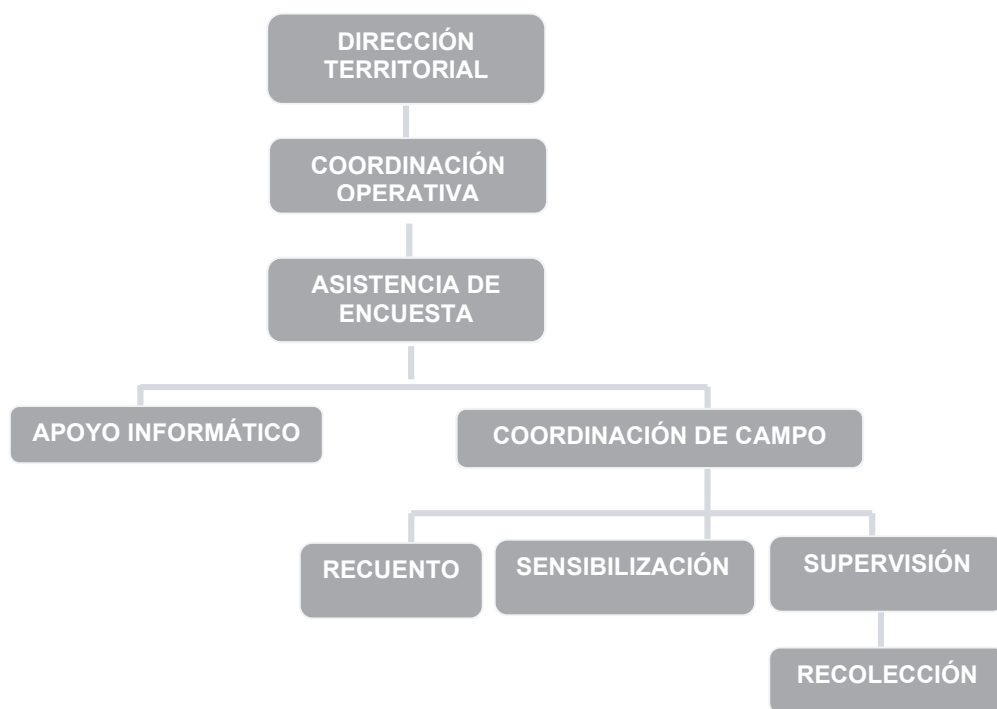 DIRECCIÓN
TERRITORIAL
COORDINACIÓN
OPERATIVA
ASISTENCIA DE
ENCUESTA
APOYO INFORMÁTICO
COORDINACIÓN DE CAMPO
RECUENTO
SENSIBILIZACIÓN
SUPERVISIÓN
RECOLECCIÓN